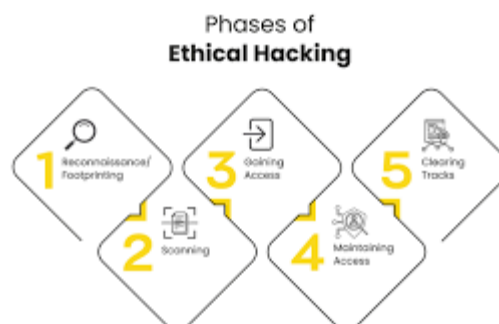 Phases of
Ethical Hacking
1
Reconnaissance/
Footprinting
2
Scanning
3
Gaining
Access
4
Maintaining
Access
5
Clearing
Tracks